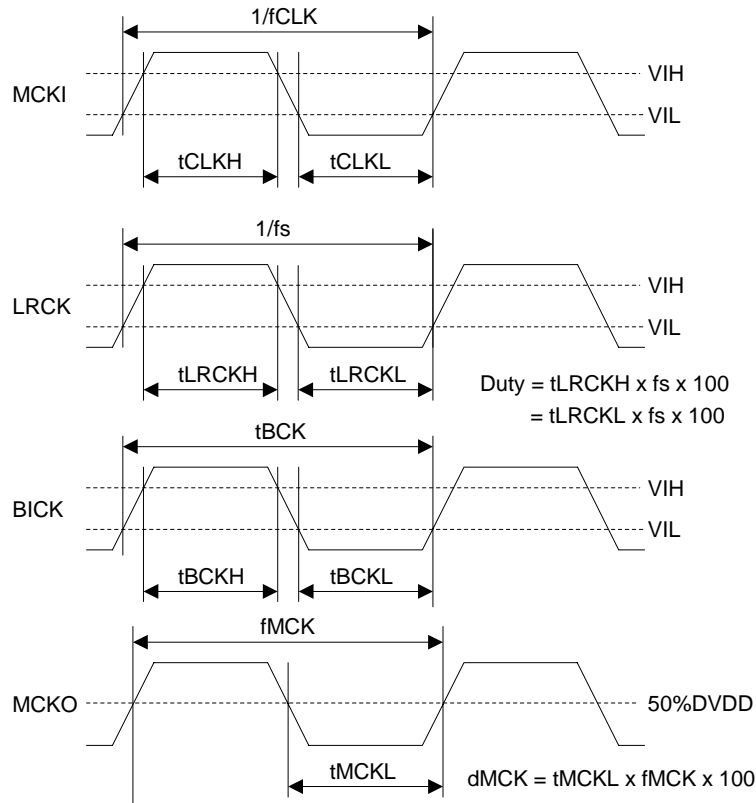 1/fCLK
MCKI
VIH
VIL
tCLKH
tCLKL
1/fs
LRCK
VIH
VIL
tLRCKH
tLRCKL
Duty = tLRCKH x fs x 100
= tLRCKL x fs x 100
tBCK
BICK
VIH
VIL
tBCKH
tBCKL
fMCK
MCKO
50%DVDD
tMCKL
dMCK = tMCKL x fMCK x 100